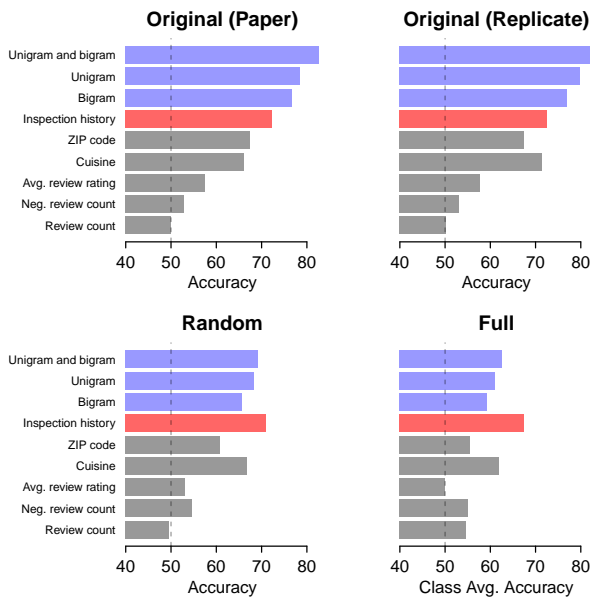 Original (Paper)
Unigram and bigram
Unigram
Bigram
Inspection history
ZIP code
Cuisine
Avg. review rating
Neg. review count
Review count
40 50 60 70 80
Accuracy
Original (Replicate)
40 50 60 70 80
Accuracy
Random
Unigram and bigram
Unigram
Bigram
Inspection history
ZIP code
Cuisine
Avg. review rating
Neg. review count
Review count
40 50 60 70 80
Accuracy
Full
40 50 60 70 80
Class Avg. Accuracy